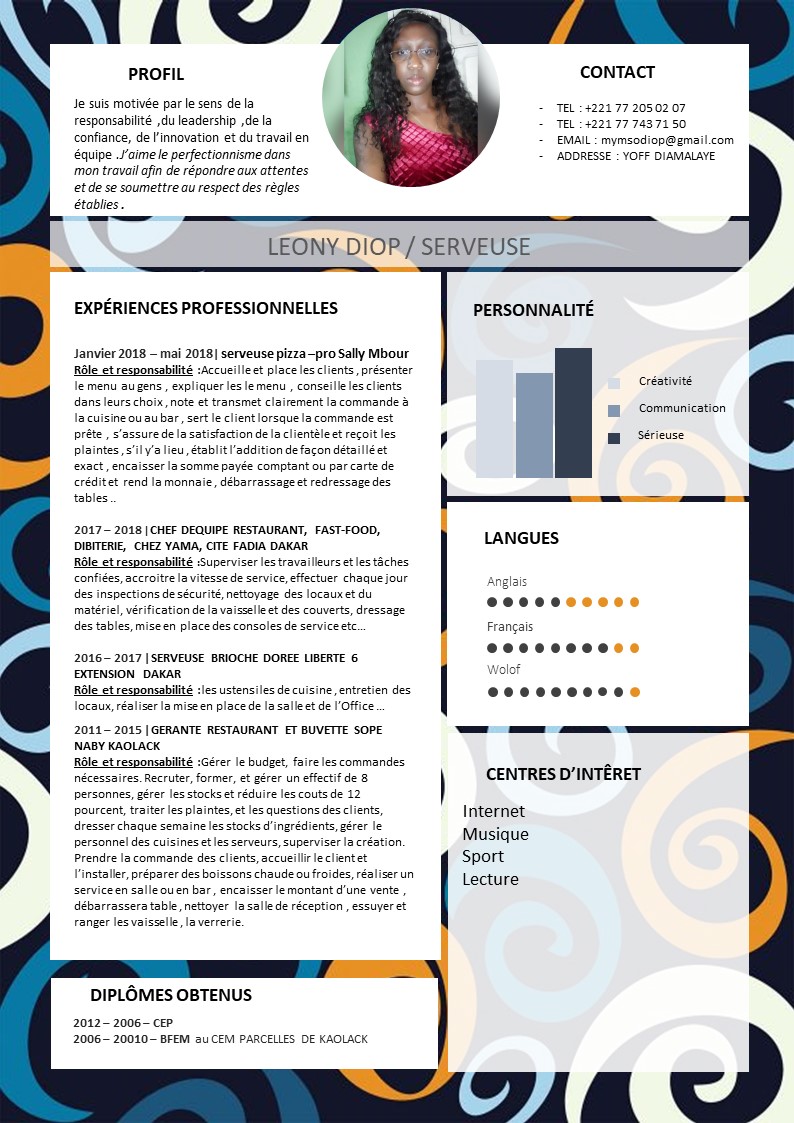 PROFIL
Je suis motivée par le sens de la
responsabilité ,du leadership ,de la
confiance, de l’innovation et du travail en
équipe .J’aime le perfectionnisme dans
mon travail afin de répondre aux attentes
et de se soumettre au respect des règles
établies .
CONTACT
- TEL : +221 77 205 02 07
- TEL : +221 77 743 71 50
- EMAIL : mymsodiop@gmail.com
- ADDRESSE : YOFF DIAMALAYE
LEONY DIOP / SERVEUSE
EXPÉRIENCES PROFESSIONNELLES
Janvier 2018 – mai 2018| serveuse pizza –pro Sally Mbour
Rôle et responsabilité :Accueille et place les clients , présenter
le menu au gens , expliquer les le menu , conseille les clients
dans leurs choix , note et transmet clairement la commande à
la cuisine ou au bar , sert le client lorsque la commande est
prête , s’assure de la satisfaction de la clientèle et reçoit les
plaintes , s’il y’a lieu , établit l’addition de façon détaillé et
exact , encaisser la somme payée comptant ou par carte de
crédit et rend la monnaie , débarrassage et redressage des
tables ..
2017 – 2018 |CHEF DEQUIPE RESTAURANT, FAST-FOOD,
DIBITERIE, CHEZ YAMA, CITE FADIA DAKAR
Rôle et responsabilité :Superviser les travailleurs et les tâches
confiées, accroitre la vitesse de service, effectuer chaque jour
des inspections de sécurité, nettoyage des locaux et du
matériel, vérification de la vaisselle et des couverts, dressage
des tables, mise en place des consoles de service etc…
2016 – 2017 |SERVEUSE BRIOCHE DOREE LIBERTE 6
EXTENSION DAKAR
Rôle et responsabilité :les ustensiles de cuisine , entretien des
locaux, réaliser la mise en place de la salle et de l’Office …
2011 – 2015 |GERANTE RESTAURANT ET BUVETTE SOPE
NABY KAOLACK
Rôle et responsabilité :Gérer le budget, faire les commandes
nécessaires. Recruter, former, et gérer un effectif de 8
personnes, gérer les stocks et réduire les couts de 12
pourcent, traiter les plaintes, et les questions des clients,
dresser chaque semaine les stocks d’ingrédients, gérer le
personnel des cuisines et les serveurs, superviser la création.
Prendre la commande des clients, accueillir le client et
l’installer, préparer des boissons chaude ou froides, réaliser un
service en salle ou en bar , encaisser le montant d’une vente ,
débarrassera table , nettoyer la salle de réception , essuyer et
ranger les vaisselle , la verrerie.
DIPLÔMES OBTENUS
2012 – 2006 – CEP
2006 – 20010 – BFEM au CEM PARCELLES DE KAOLACK
PERSONNALITÉ
Créativité
Communication
Sérieuse
LANGUES
Anglais
Français
Wolof
CENTRES D’INTÊRET
Internet
Musique
Sport
Lecture